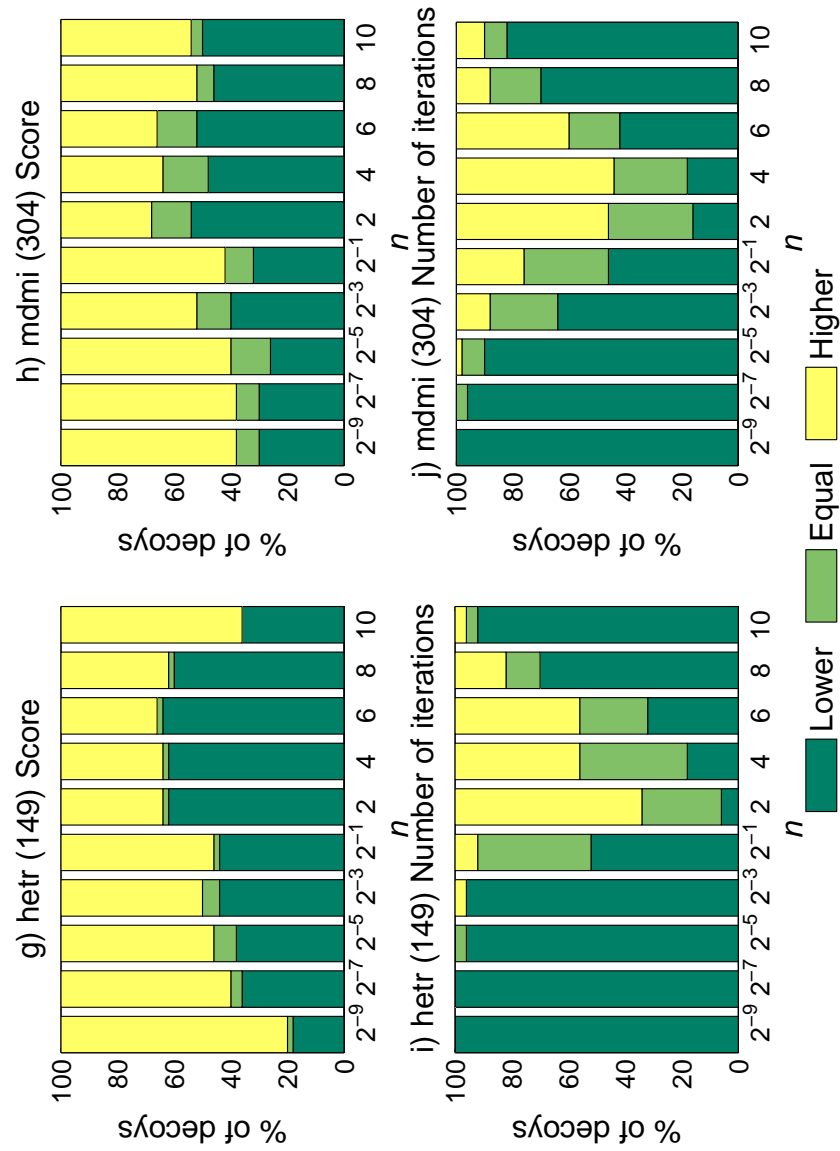 g) hetr (149) Score
% of decoys
100
80
60
40
20
0
2⁻⁹ 2⁻⁷ 2⁻⁵ 2⁻³ 2⁻¹ 2 4 6 8 10
n
h) mdmi (304) Score
% of decoys
100
80
60
40
20
0
2⁻⁹ 2⁻⁷ 2⁻⁵ 2⁻³ 2⁻¹ 2 4 6 8 10
n
i) hetr (149) Number of iterations
% of decoys
100
80
60
40
20
0
2⁻⁹ 2⁻⁷ 2⁻⁵ 2⁻³ 2⁻¹ 2 4 6 8 10
n
j) mdmi (304) Number of iterations
% of decoys
100
80
60
40
20
0
2⁻⁹ 2⁻⁷ 2⁻⁵ 2⁻³ 2⁻¹ 2 4 6 8 10
n
Lower Equal Higher